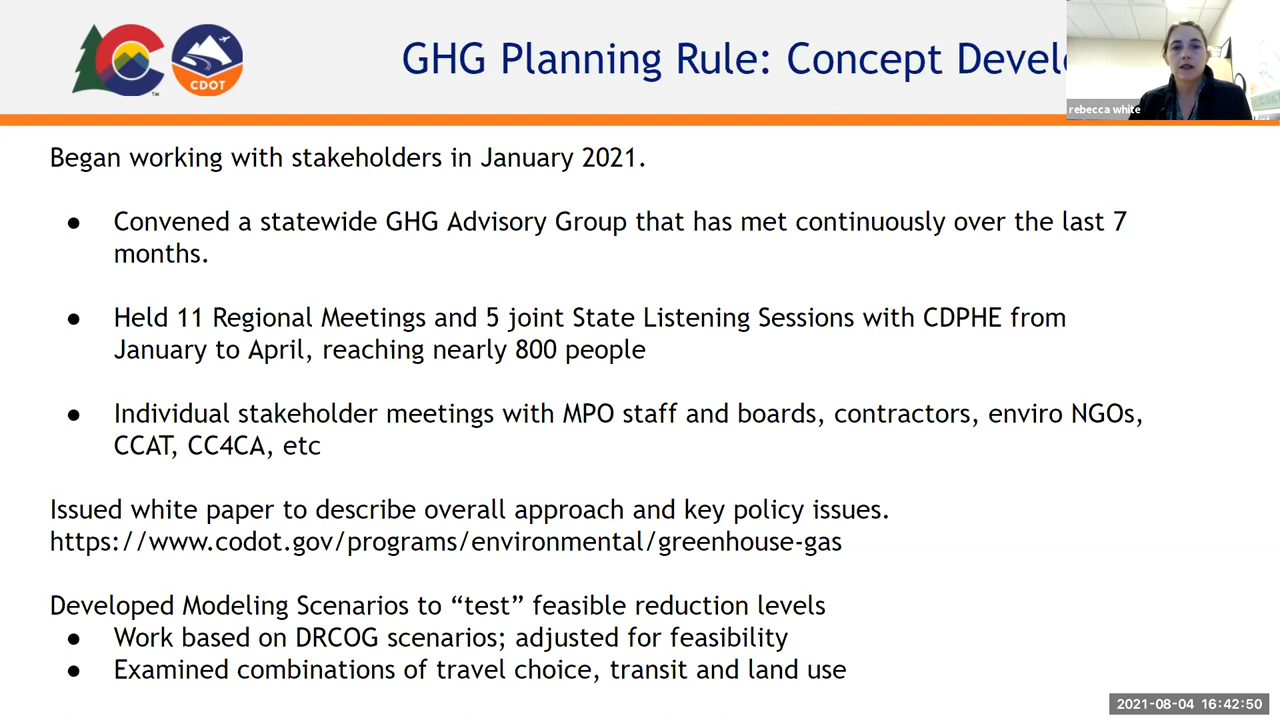 CDOT
TM
GHG Planning Rule: Concept Devel
rebecca white
Began working with stakeholders in January 2021.
● Convened a statewide GHG Advisory Group that has met continuously over the last 7
months.
● Held 11 Regional Meetings and 5 joint State Listening Sessions with CDPHE from
January to April, reaching nearly 800 people
● Individual stakeholder meetings with MPO staff and boards, contractors, enviro NGOs,
CCAT, CC4CA, etc
Issued white paper to describe overall approach and key policy issues.
https://www.codot.gov/programs/environmental/greenhouse-gas
Developed Modeling Scenarios to “test” feasible reduction levels
● Work based on DRCOG scenarios; adjusted for feasibility
● Examined combinations of travel choice, transit and land use
2021-08-04 16:42:50